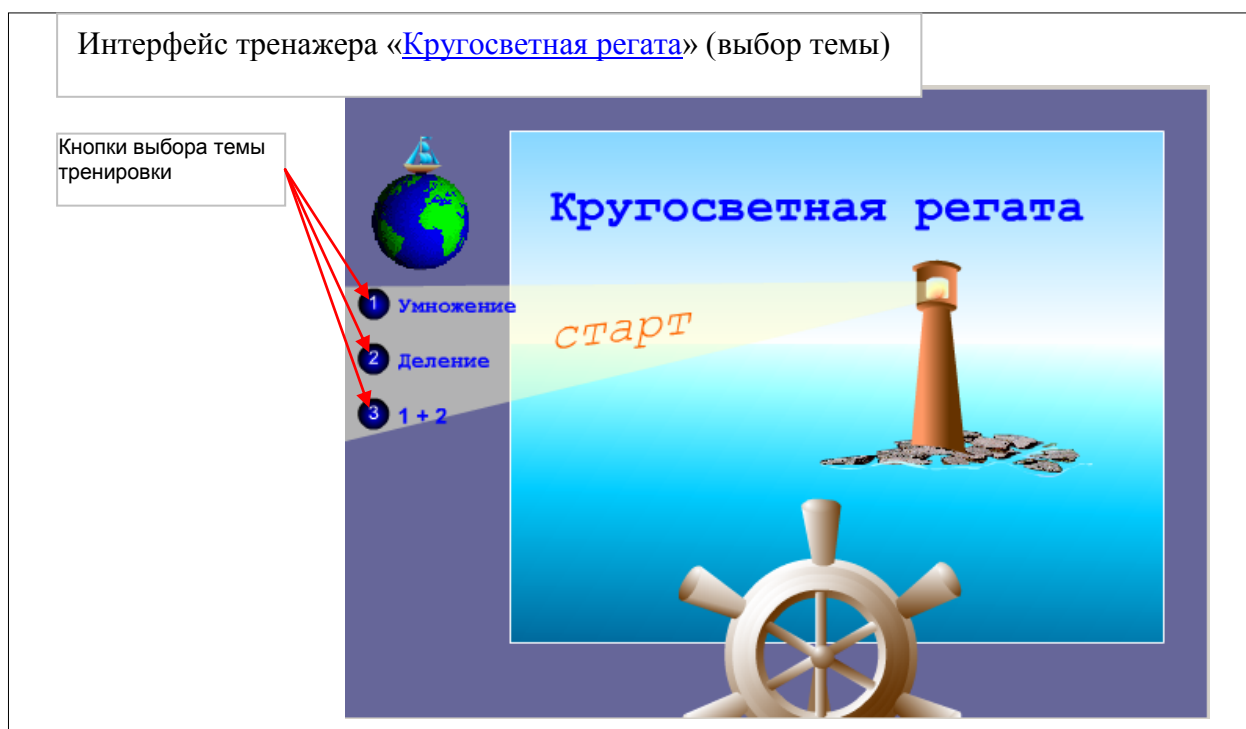 Интерфейс тренажера «Кругосветная регата» (выбор темы)
Кнопки выбора темы
тренировки
Кругосветная регата
1 Умножение
старт
2 Деление
3 1 + 2